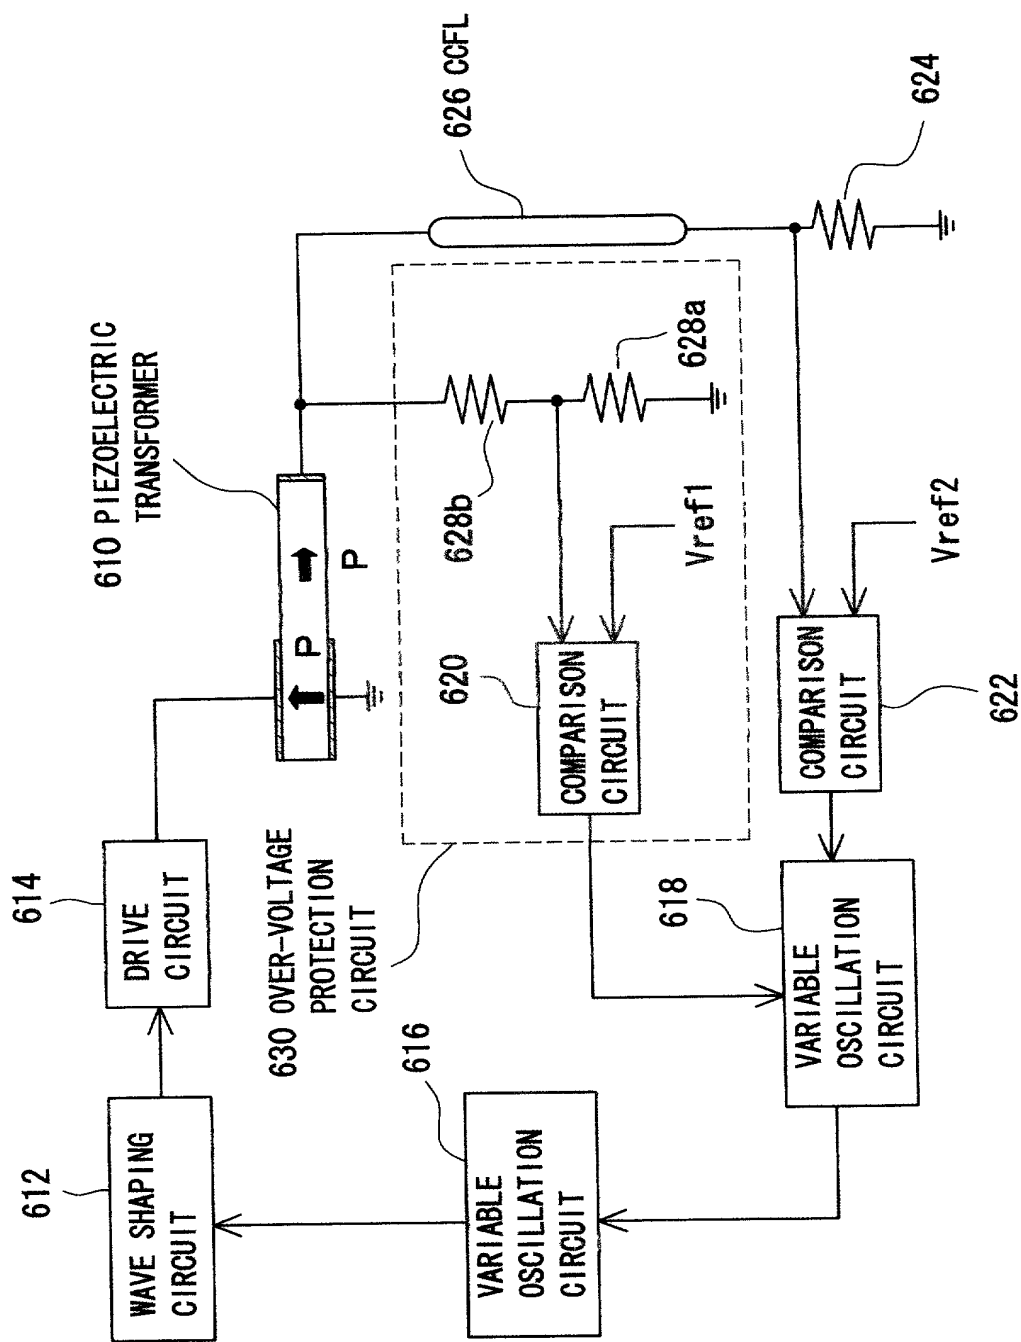 612
WAVE SHAPING
CIRCUIT
614
DRIVE
CIRCUIT
610 PIEZOELECTRIC
TRANSFORMER
P
P
630 OVER-VOLTAGE
PROTECTION
CIRCUIT
626 CCFL
616
VARIABLE
OSCILLATION
CIRCUIT
620
COMPARISON
CIRCUIT
628b
628a
Vref1
618
VARIABLE
OSCILLATION
CIRCUIT
COMPARISON
CIRCUIT
622
Vref2
624